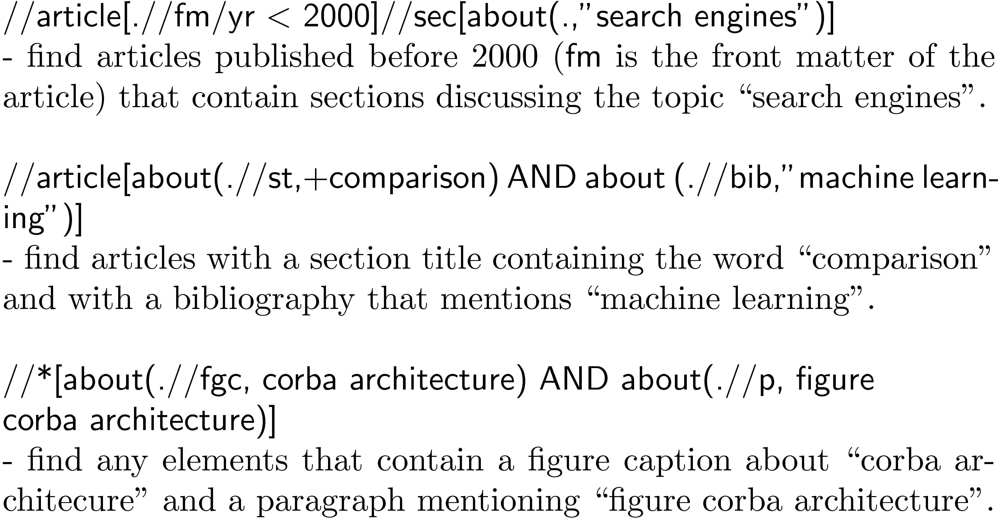 //article[.//fm/yr < 2000]//sec[about(.,"search engines")]
- find articles published before 2000 (fm is the front matter of the
article) that contain sections discussing the topic “search engines”.
//article[about(.//st,+comparison) AND about (.//bib,"machine learn-
ing")]
- find articles with a section title containing the word “comparison”
and with a bibliography that mentions “machine learning”.
//*[about(.//fgc, corba architecture) AND about(.//p, figure
corba architecture)]
- find any elements that contain a figure caption about “corba ar-
chitecure” and a paragraph mentioning “figure corba architecture”.